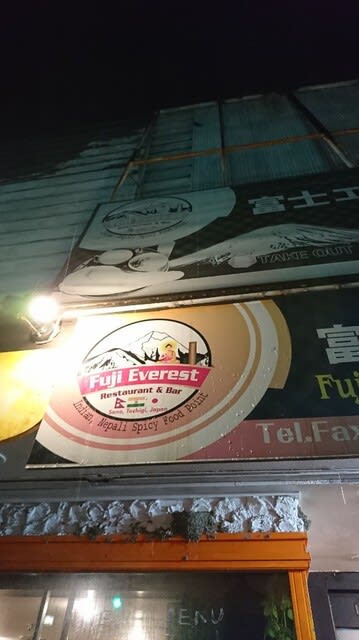 富士エ
TAKE OUT
Fuji Everest
Restaurant & Bar
Sano, Tochigi, Japan
Indian, Nepali Spicy Food Point
富
Fuj
Tel.Fax
MENU